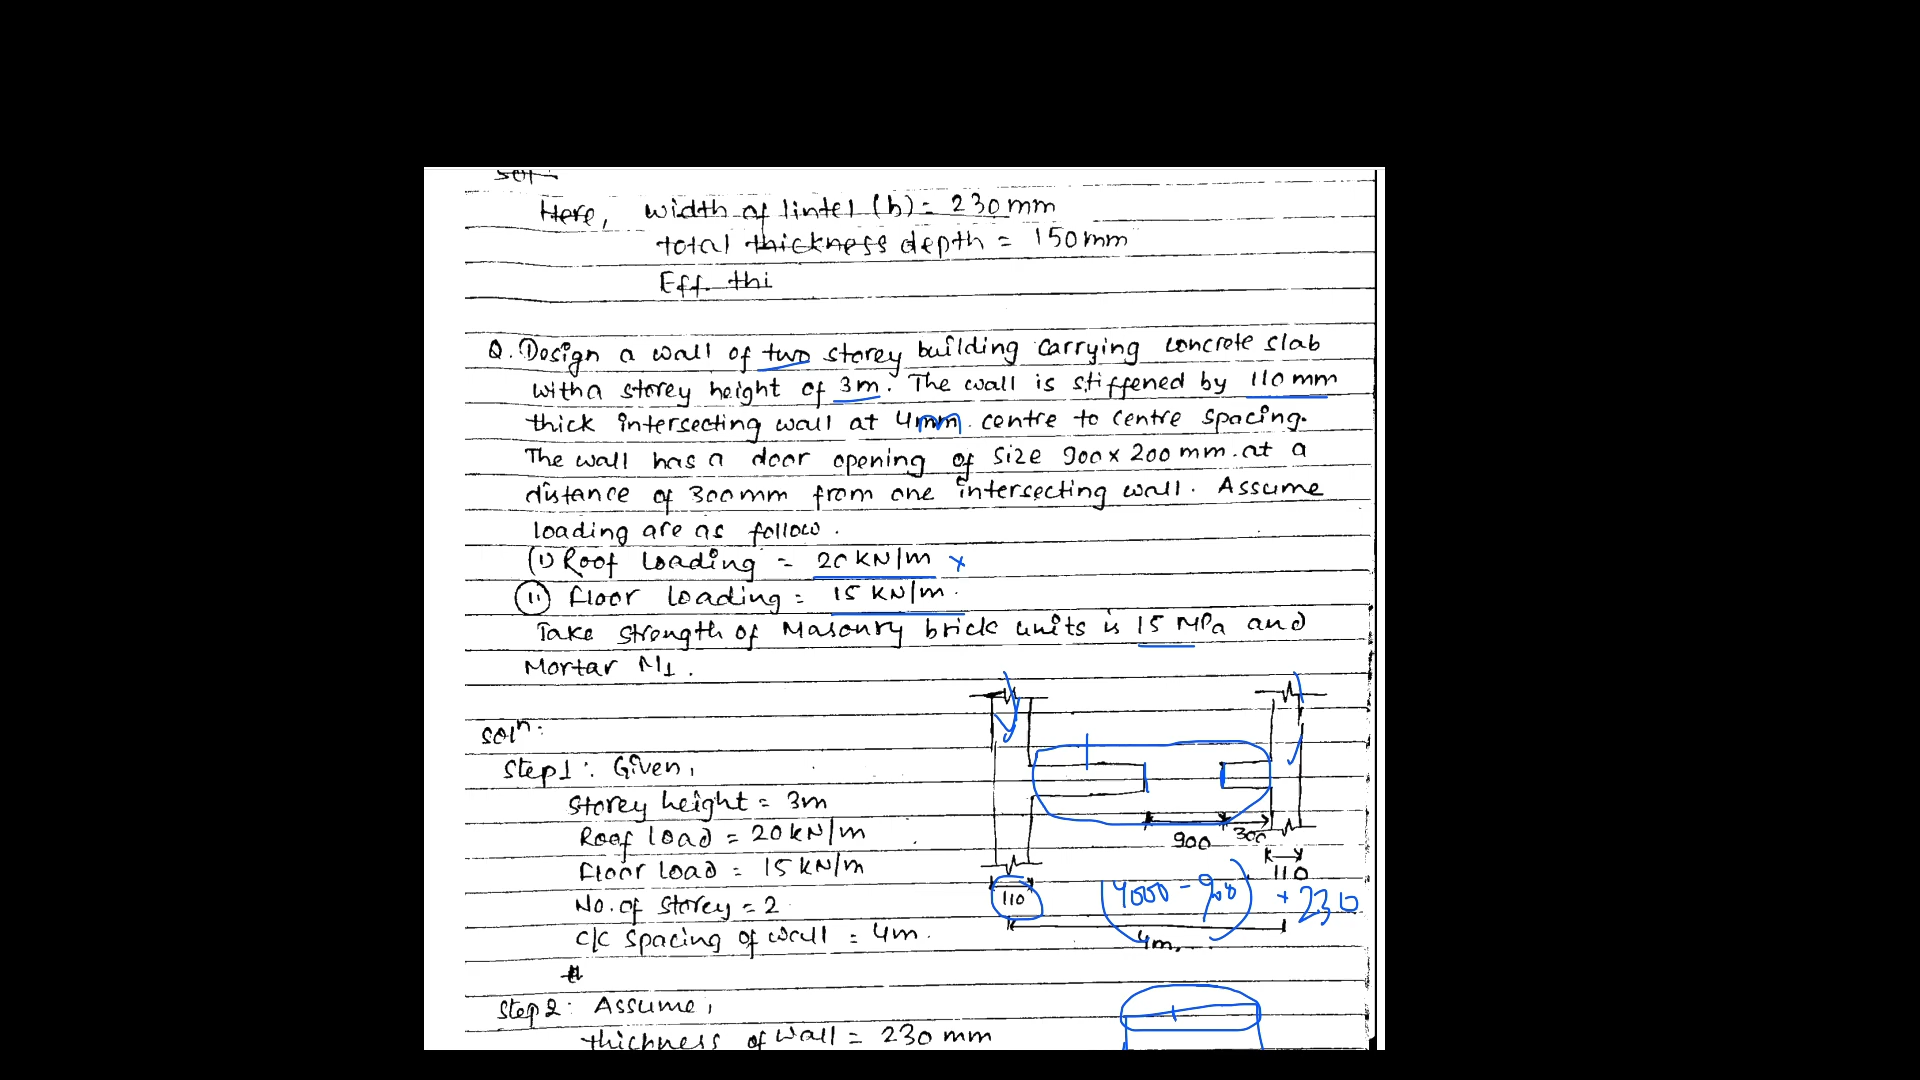 Soln
Here, width of lintel (b) = 230mm
total thickness depth = 150mm
Eff. thi
Q. Design a wall of two storey building carrying concrete slab
with a storey height of 3m. The wall is stiffened by 110 mm
thick intersecting wall at 4mm. centre to centre spacing.
The wall has a door opening of size 900 x 200 mm. at a
distance of 300mm from one intersecting wall. Assume
loading are as follow.
(i) Roof loading = 20 KN/m x
(ii) floor loading = 15 KN/m.
Take strength of Masonry brick units is 15 MPa and
Mortar M1.
Soln:
Step1: Given,
Storey height = 3m
Roof load = 20kN/m
Floor load = 15 kN/m
No. of storey = 2
c/c spacing of wall = 4m.
900 300
110
110
(4000 - 900) + 230
4m.
Step 2: Assume,
thickness of wall = 230 mm